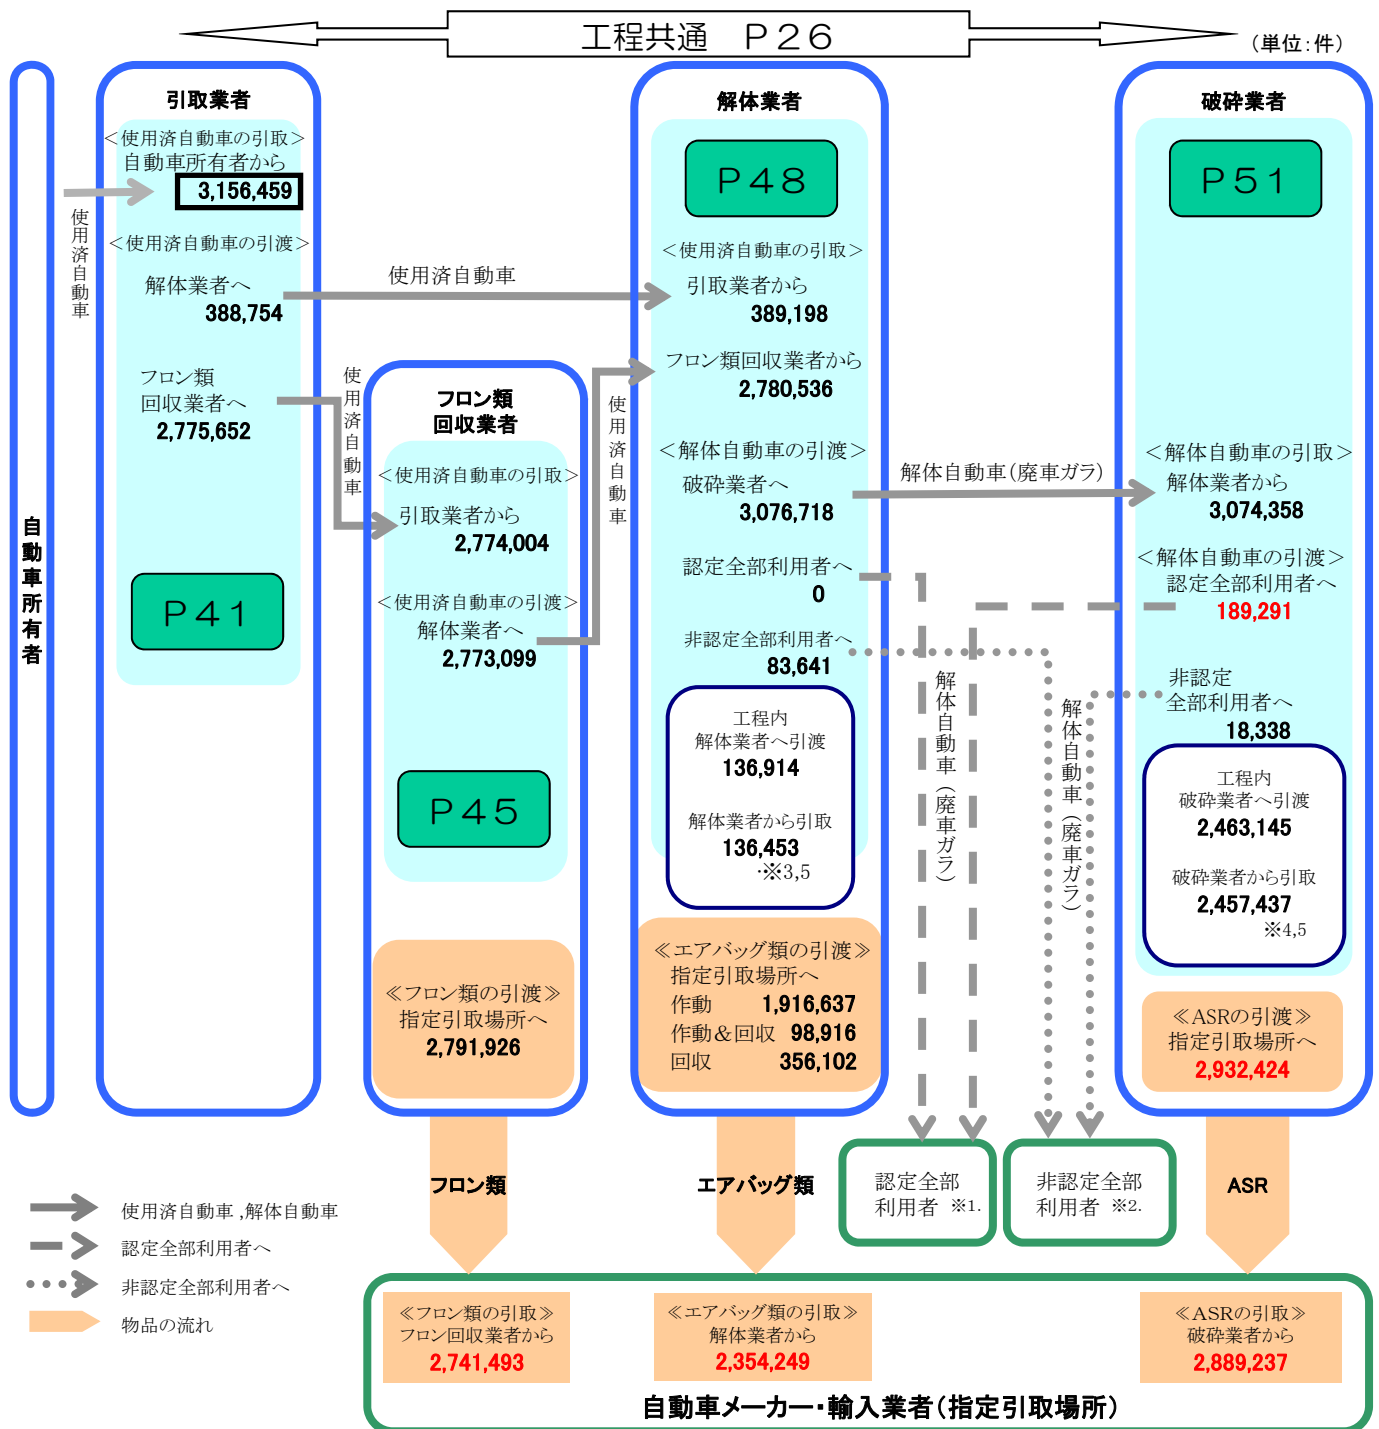 工程共通　Ｐ２６
（単位：件）
自動車所有者
使用済自動車
引取業者
＜使用済自動車の引取＞
自動車所有者から
3,156,459
＜使用済自動車の引渡＞
解体業者へ
388,754
フロン類
回収業者へ
2,775,652
Ｐ４１
使用済自動車
使用済自動車
フロン類
回収業者
＜使用済自動車の引取＞
引取業者から
2,774,004
＜使用済自動車の引渡＞
解体業者へ
2,773,099
Ｐ４５
≪フロン類の引渡≫
指定引取場所へ
2,791,926
使用済自動車
解体業者
Ｐ４８
＜使用済自動車の引取＞
引取業者から
389,198
フロン類回収業者から
2,780,536
＜解体自動車の引渡＞
破砕業者へ
3,076,718
認定全部利用者へ
0
非認定全部利用者へ
83,641
工程内
解体業者へ引渡
136,914
解体業者から引取
136,453
･※3,5
≪エアバッグ類の引渡≫
指定引取場所へ
作動　1,916,637
作動＆回収　98,916
回収　356,102
解体自動車（廃車ガラ）
解体自動車（廃車ガラ）
解体自動車（廃車ガラ）
破砕業者
Ｐ５１
＜解体自動車の引取＞
解体業者から
3,074,358
＜解体自動車の引渡＞
認定全部利用者へ
189,291
非認定
全部利用者へ
18,338
工程内
破砕業者へ引渡
2,463,145
破砕業者から引取
2,457,437
※4,5
≪ASRの引渡≫
指定引取場所へ
2,932,424
フロン類
エアバッグ類
認定全部
利用者 ※1.
非認定全部
利用者 ※2.
ASR
使用済自動車 ,解体自動車
認定全部利用者へ
非認定全部利用者へ
物品の流れ
≪フロン類の引取≫
フロン回収業者から
2,741,493
≪エアバッグ類の引取≫
解体業者から
2,354,249
≪ASRの引取≫
破砕業者から
2,889,237
自動車メーカー・輸入業者（指定引取場所）